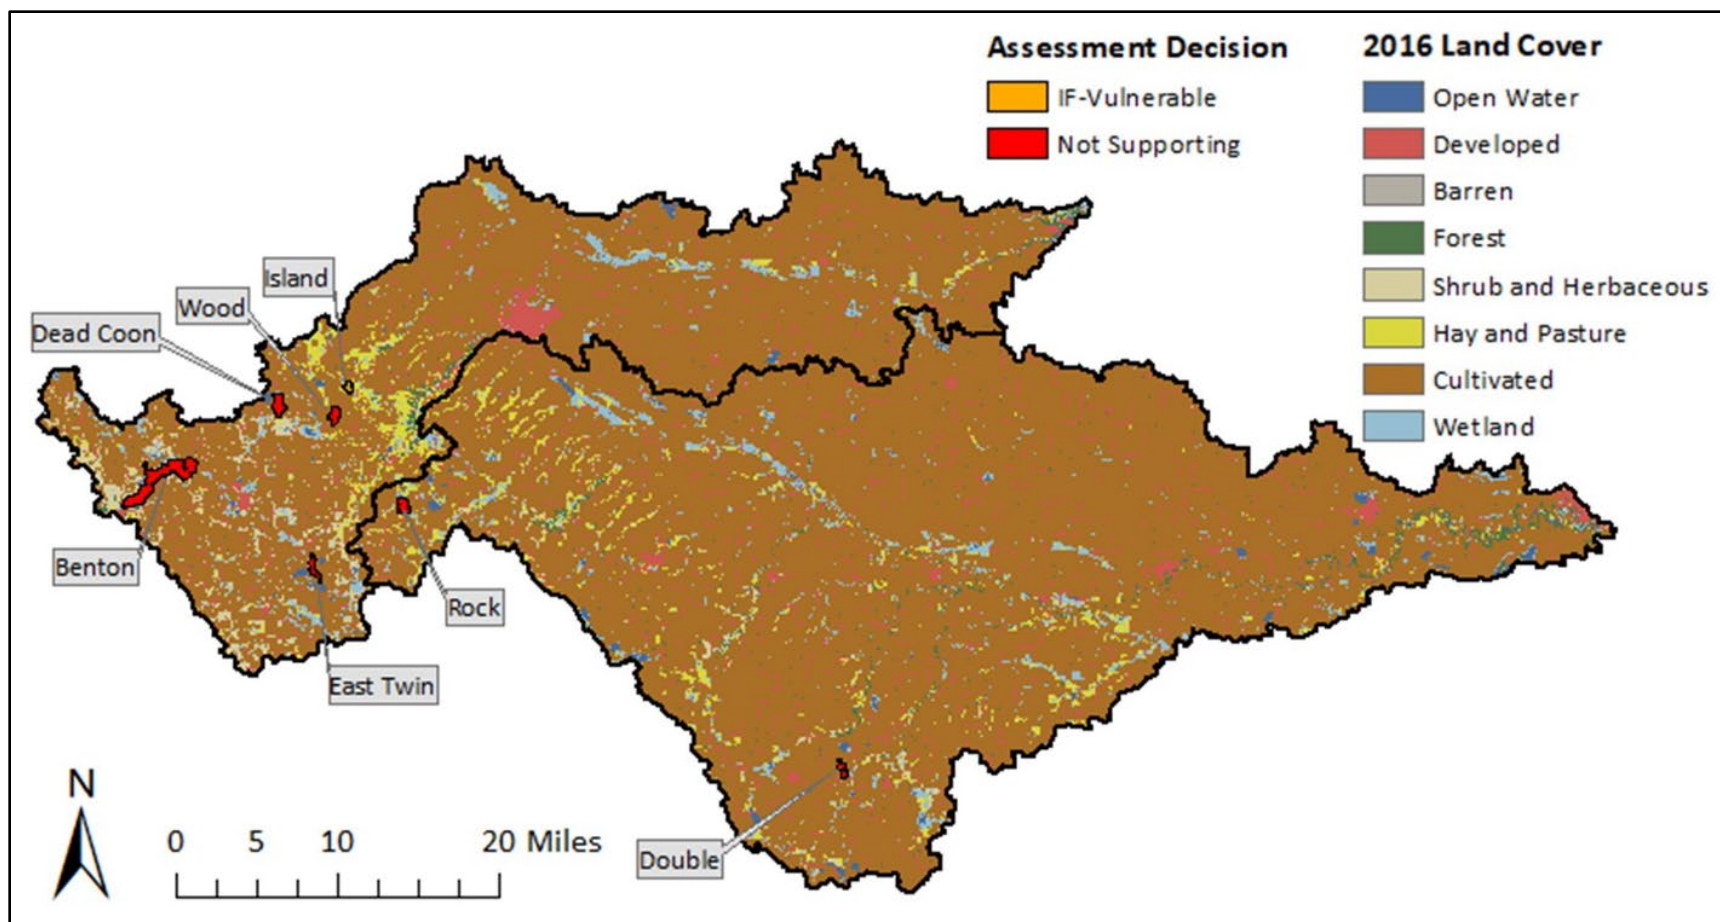 Assessment Decision
IF-Vulnerable
Not Supporting
2016 Land Cover
Open Water
Developed
Barren
Forest
Shrub and Herbaceous
Hay and Pasture
Cultivated
Wetland
Island
Wood
Dead Coon
Benton
Rock
East Twin
Double
N
0 5 10 20 Miles